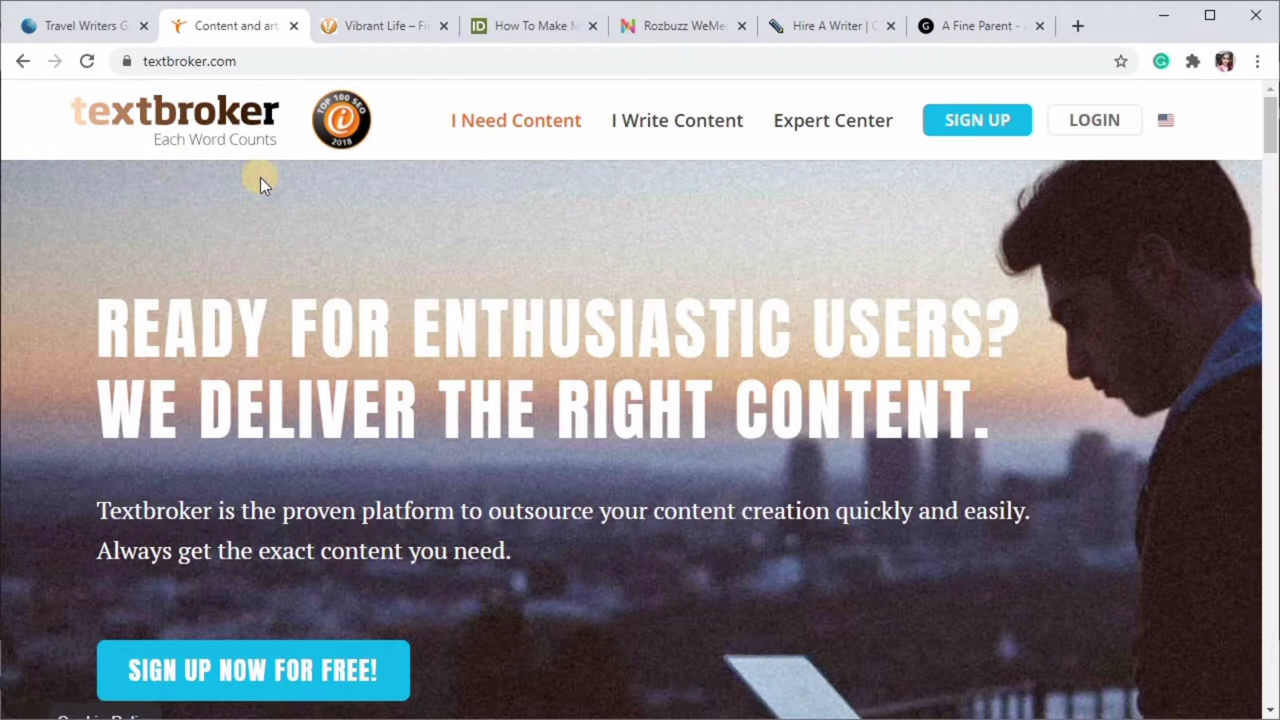 Travel Writers G
Content and art
Vibrant Life – Fi
How To Make M
Rozbuzz WeMe
Hire A Writer | C
A Fine Parent -
textbroker.com
textbroker
Each Word Counts
TOP 100 SEO
2018
I Need Content
I Write Content
Expert Center
SIGN UP
LOGIN
READY FOR ENTHUSIASTIC USERS?
WE DELIVER THE RIGHT CONTENT.
Textbroker is the proven platform to outsource your content creation quickly and easily.
Always get the exact content you need.
SIGN UP NOW FOR FREE!